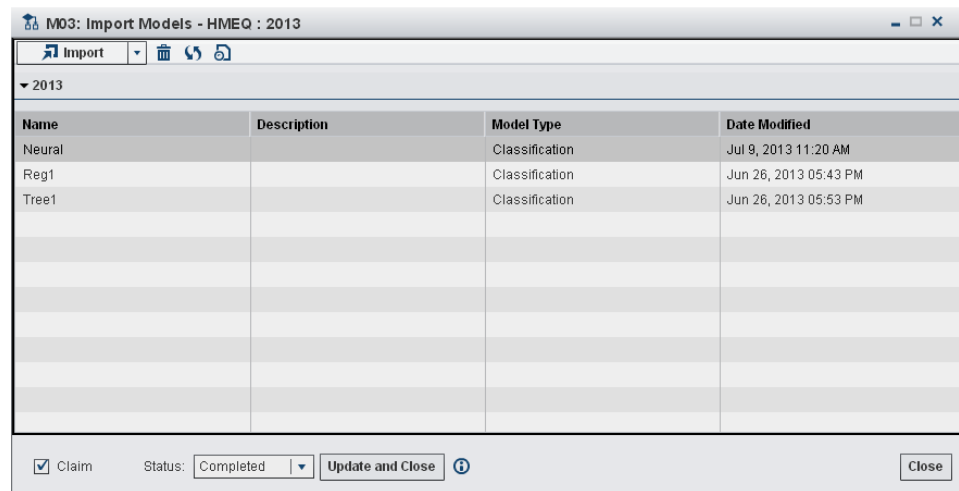 M03: Import Models - HMEQ : 2013
Import
2013
Name Description Model Type Date Modified
Neural Classification Jul 9, 2013 11:20 AM
Reg1 Classification Jun 26, 2013 05:43 PM
Tree1 Classification Jun 26, 2013 05:53 PM
Claim Status: Completed Update and Close Close